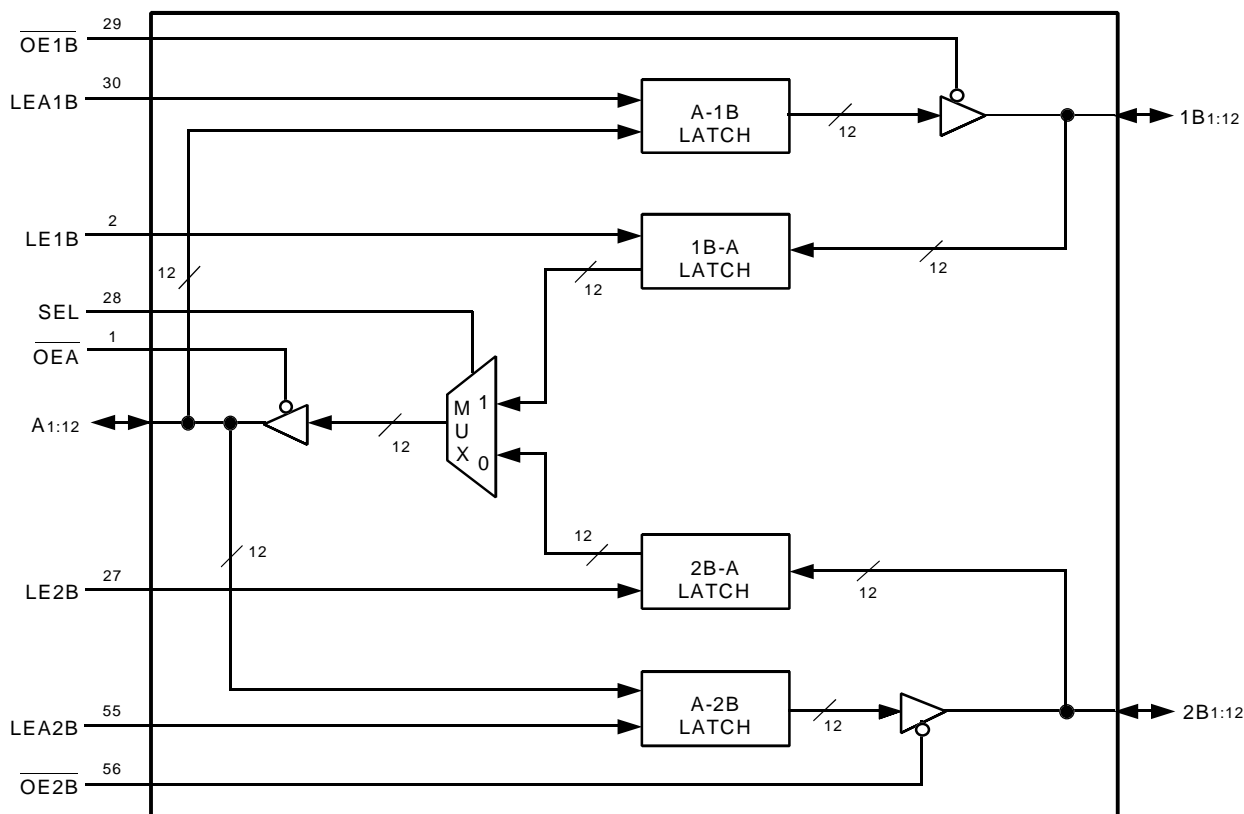 29
OE1B
30
LEA1B
A-1B
LATCH
12
1B1:12
2
LE1B
1B-A
LATCH
12
12
12
SEL
28
OEA
1
A1:12
12
M
U
X
1
0
12
12
LE2B
27
2B-A
LATCH
12
LEA2B
55
A-2B
LATCH
12
2B1:12
OE2B
56